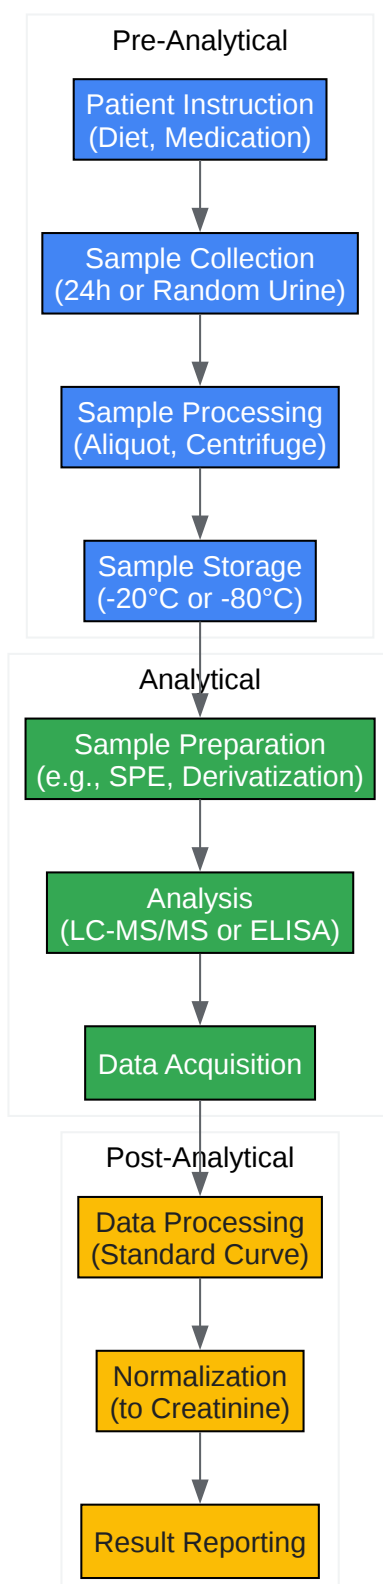 Pre-Analytical
Patient Instruction
(Diet, Medication)
Sample Collection
(24h or Random Urine)
Sample Processing
(Aliquot, Centrifuge)
Sample Storage
(-20°C or -80°C)
Analytical
Sample Preparation
(e.g., SPE, Derivatization)
Analysis
(LC-MS/MS or ELISA)
Data Acquisition
Post-Analytical
Data Processing
(Standard Curve)
Normalization
(to Creatinine)
Result Reporting